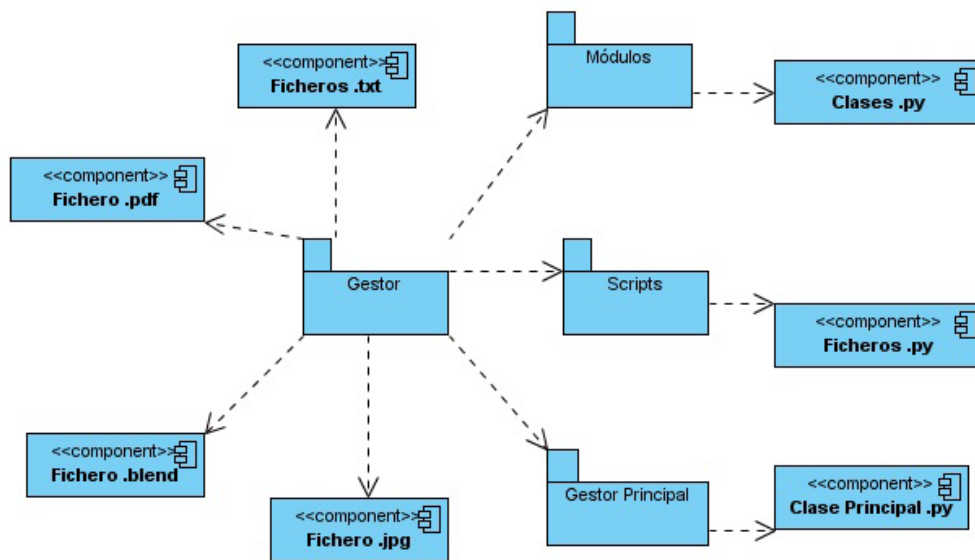 <<component>>
Ficheros .txt
Módulos
<<component>>
Clases .py
<<component>>
Fichero .pdf
Gestor
Scripts
<<component>>
Ficheros .py
<<component>>
Fichero .blend
<<component>>
Fichero .jpg
Gestor Principal
<<component>>
Clase Principal .py